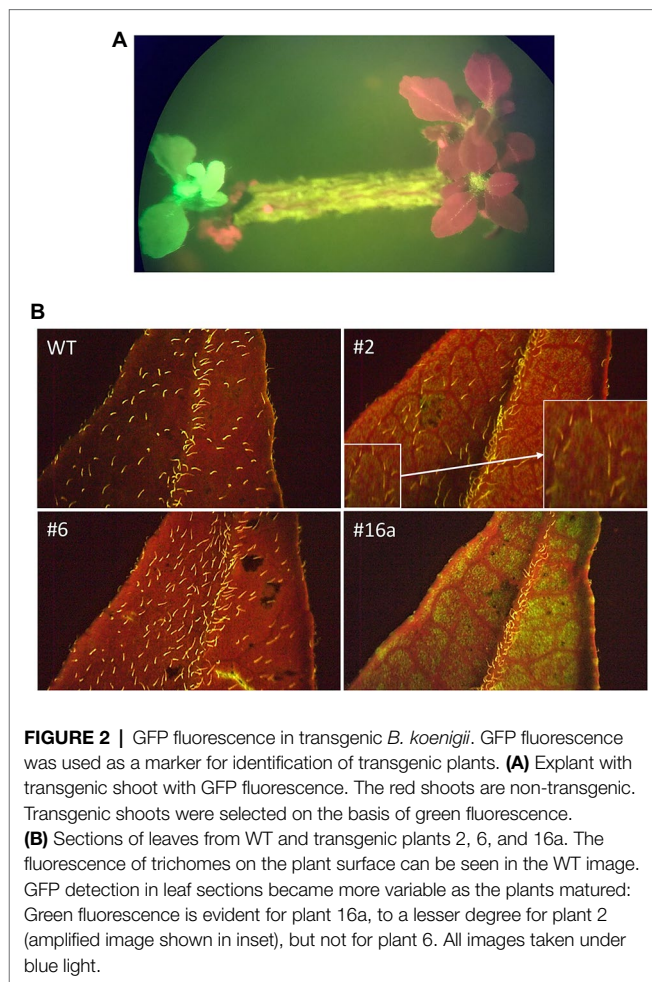 A
B
WT
#2
#6
#16a
FIGURE 2 | GFP fluorescence in transgenic B. koenigii. GFP fluorescence
was used as a marker for identification of transgenic plants. (A) Explant with
transgenic shoot with GFP fluorescence. The red shoots are non-transgenic.
Transgenic shoots were selected on the basis of green fluorescence.
(B) Sections of leaves from WT and transgenic plants 2, 6, and 16a. The
fluorescence of trichomes on the plant surface can be seen in the WT image.
GFP detection in leaf sections became more variable as the plants matured:
Green fluorescence is evident for plant 16a, to a lesser degree for plant 2
(amplified image shown in inset), but not for plant 6. All images taken under
blue light.